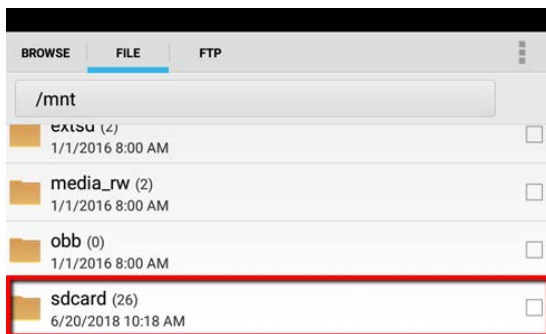 BROWSE FILE FTP
/mnt
extsd (2)
1/1/2016 8:00 AM
media_rw (2)
1/1/2016 8:00 AM
obb (0)
1/1/2016 8:00 AM
sdcard (26)
6/20/2018 10:18 AM